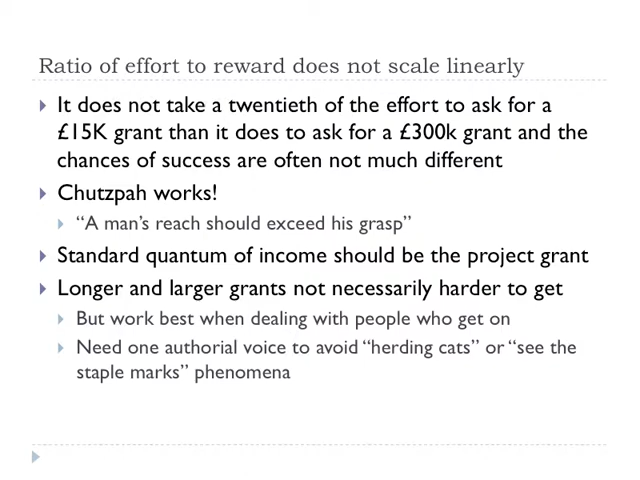 Ratio of effort to reward does not scale linearly
It does not take a twentieth of the effort to ask for a
£15K grant than it does to ask for a £300k grant and the
chances of success are often not much different
Chutzpah works!
“A man’s reach should exceed his grasp”
Standard quantum of income should be the project grant
Longer and larger grants not necessarily harder to get
But work best when dealing with people who get on
Need one authorial voice to avoid “herding cats” or “see the
staple marks” phenomena